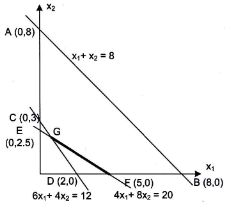 x₂
A (0,8)
x₁+ x₂ = 8
C (0,3)
E
G
(0,2.5)
x₁
D (2,0)
F (5,0)
B (8,0)
6x₁+ 4x₂ = 12
4x₁+ 8x₂ = 20